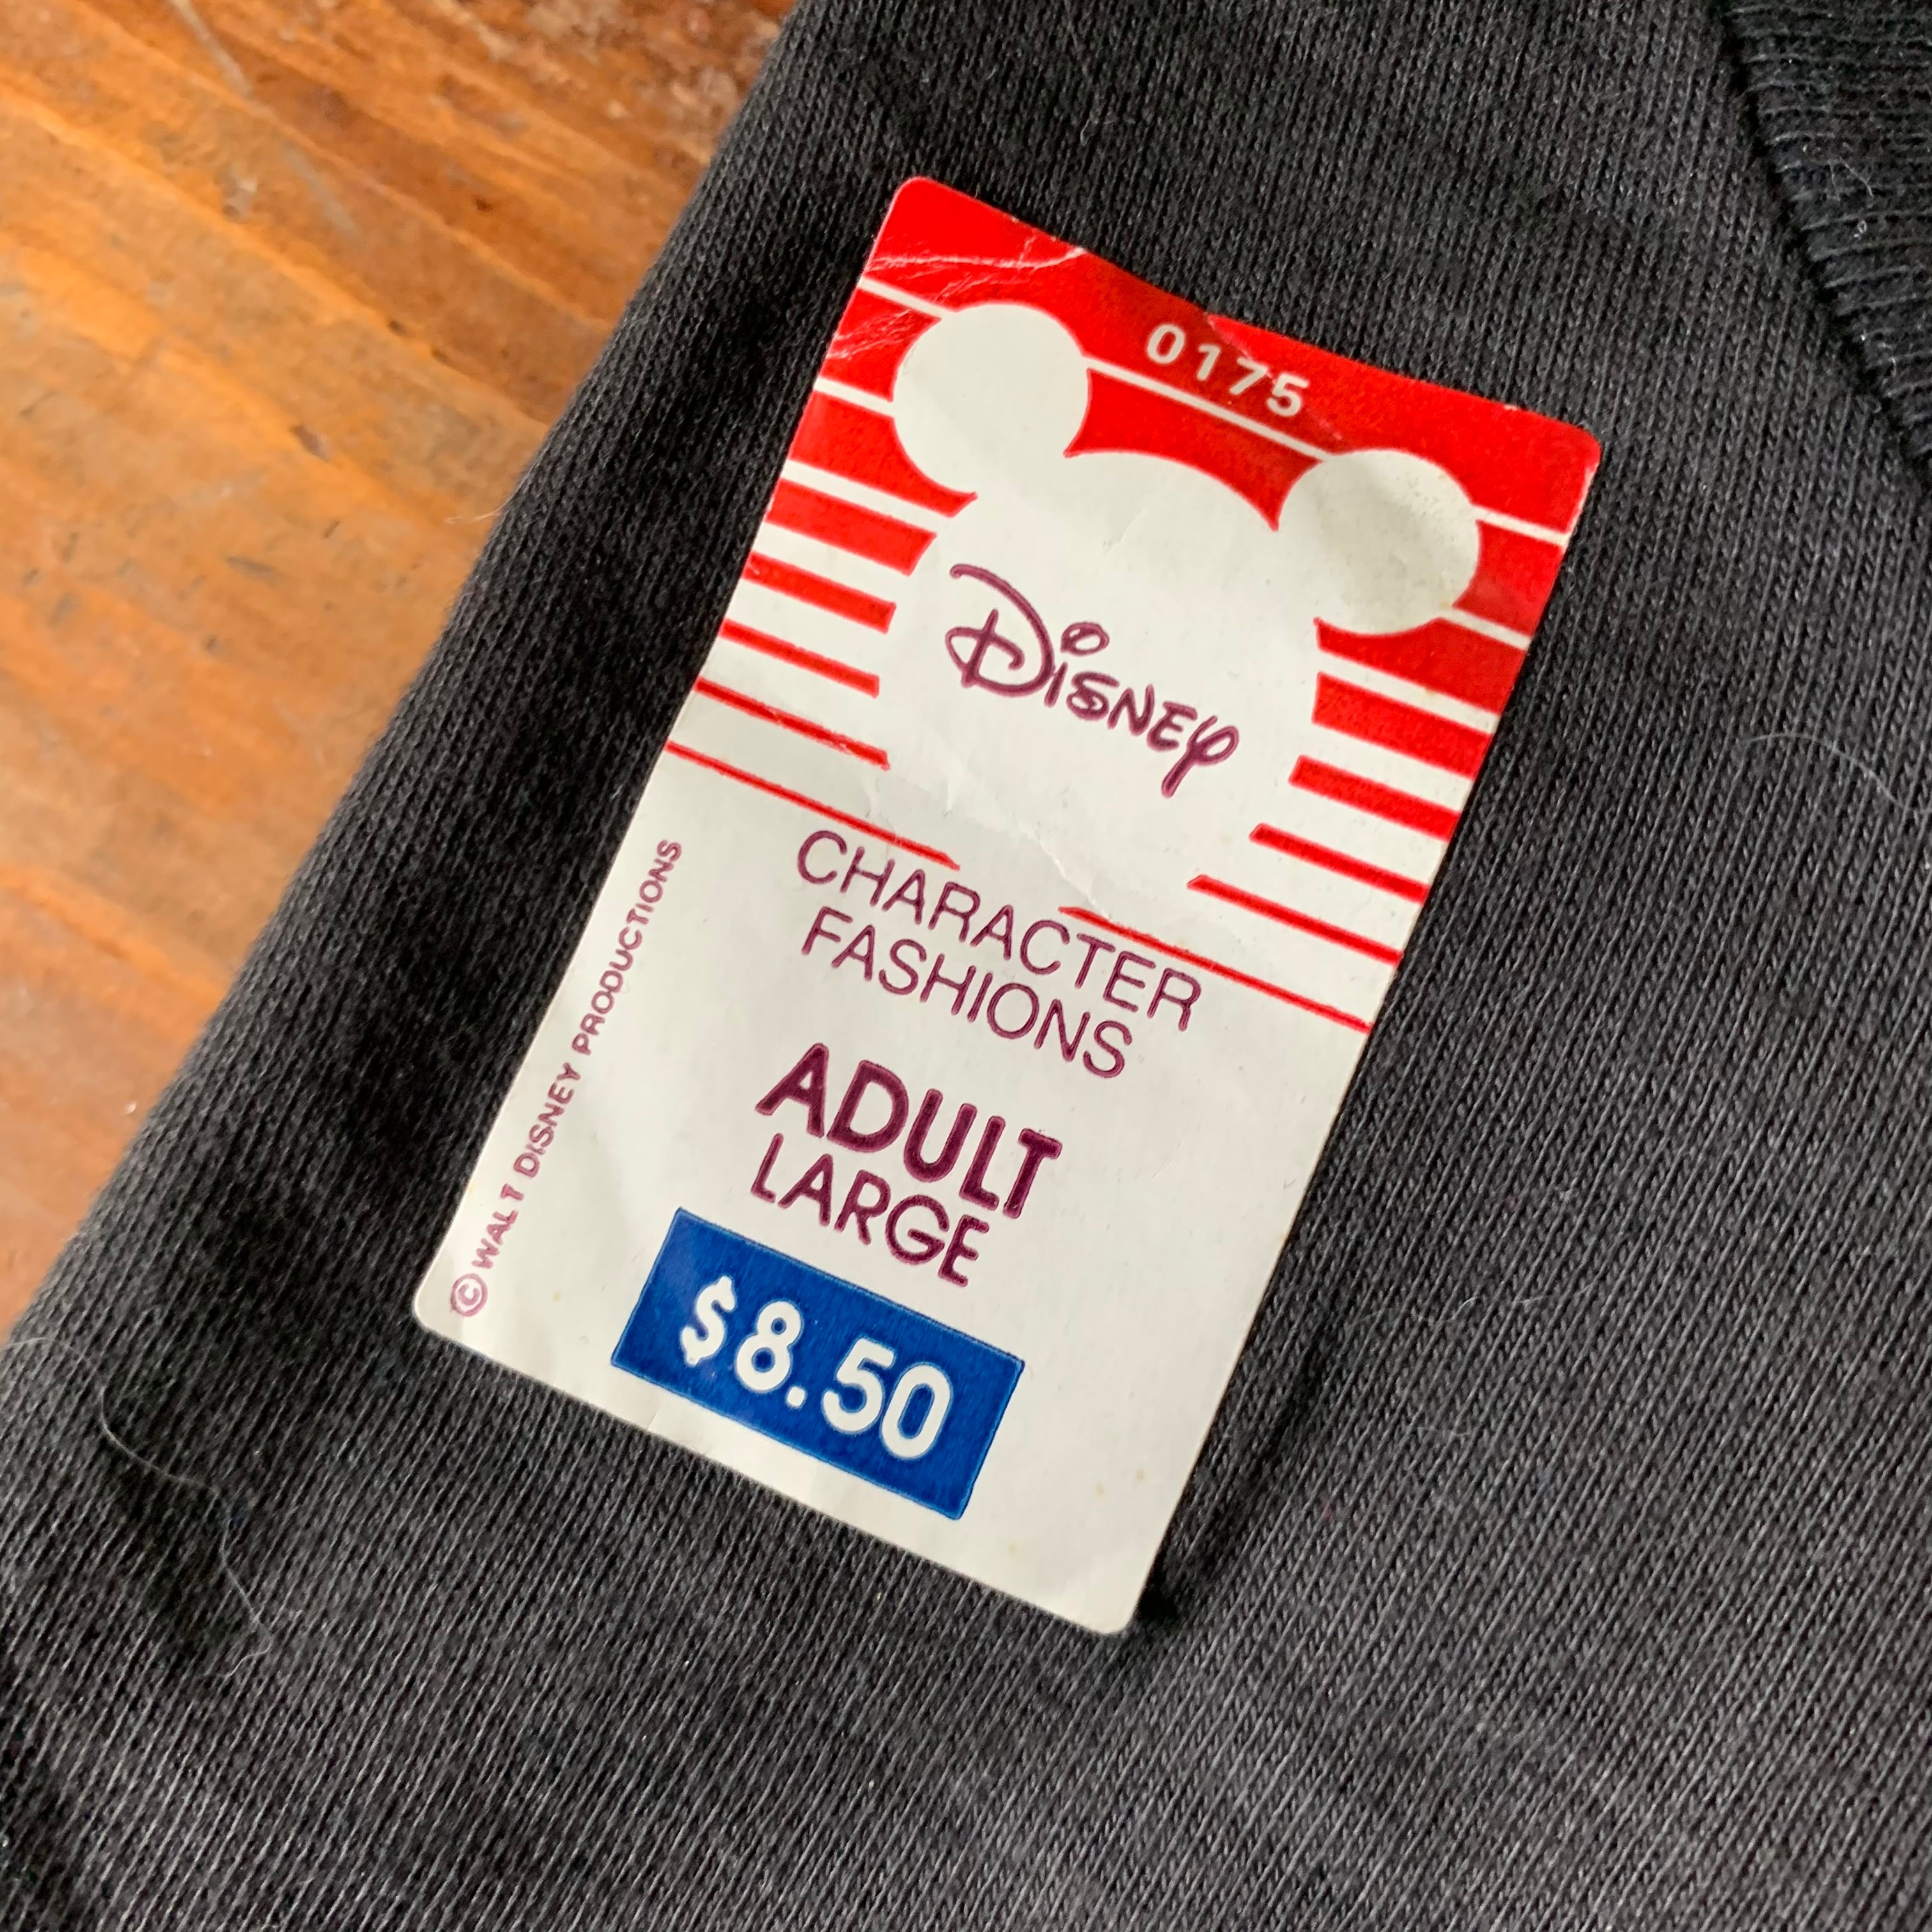 0175
Disney
CHARACTER
FASHIONS
ADULT
LARGE
$8.50
© WALT DISNEY PRODUCTIONS